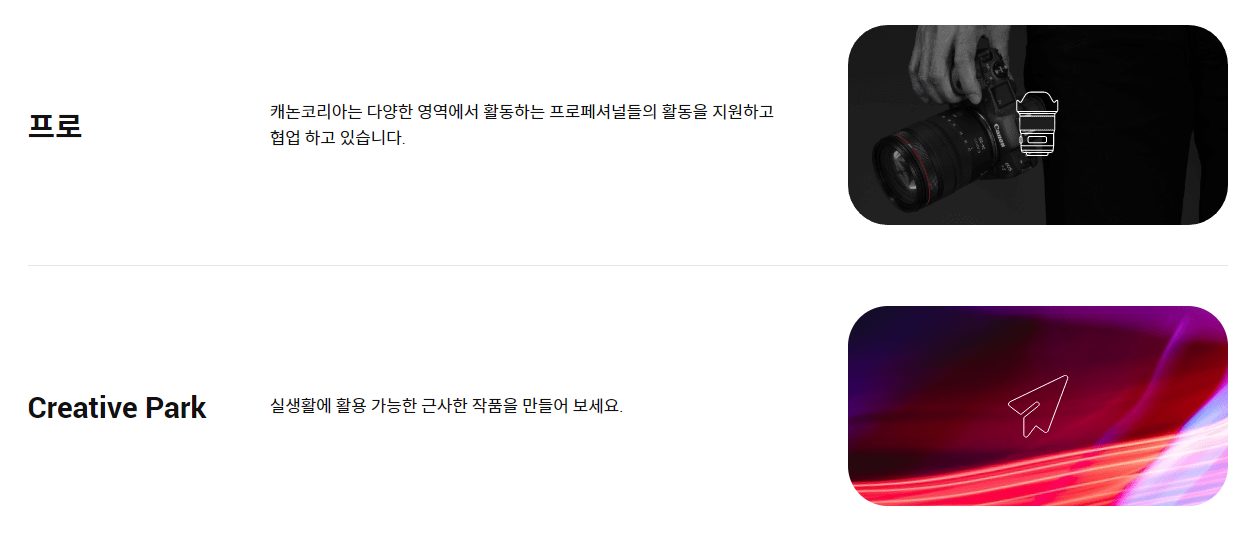 프로
캐논코리아는 다양한 영역에서 활동하는 프로페셔널들의 활동을 지원하고
협업 하고 있습니다.
Canon
Creative Park
실생활에 활용 가능한 근사한 작품을 만들어 보세요.